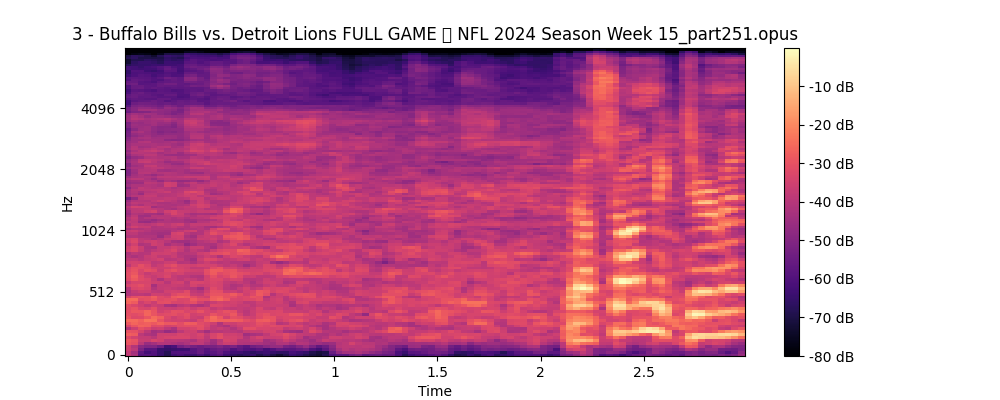 3 - Buffalo Bills vs. Detroit Lions FULL GAME ▯ NFL 2024 Season Week 15_part251.opus
Hz
4096
2048
1024
512
0
0
0.5
1
1.5
2
2.5
Time
-10 dB
-20 dB
-30 dB
-40 dB
-50 dB
-60 dB
-70 dB
-80 dB